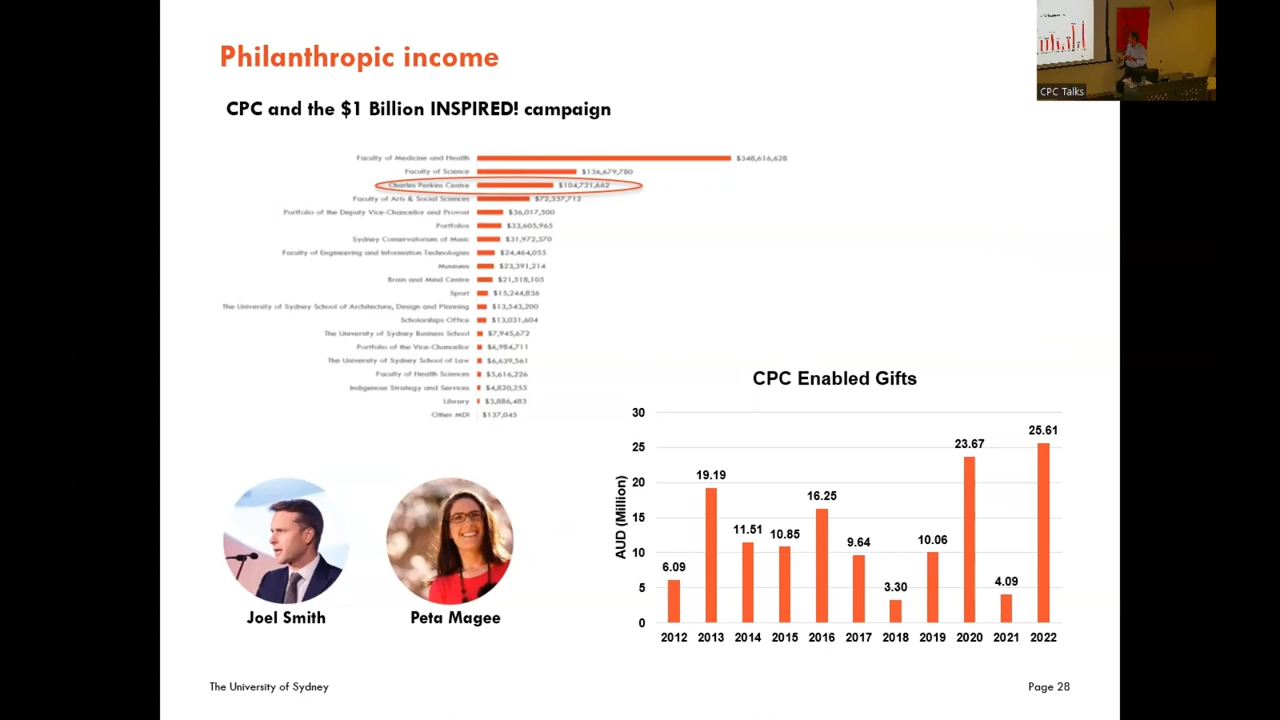 Philanthropic income
CPC Talks
CPC and the $1 Billion INSPIRED! campaign
Faculty of Medicine and Health $348,616,628
Faculty of Science $136,679,780
Charles Perkins Centre $104,721,662
Faculty of Arts & Social Sciences $72,337,712
Portfolio of the Deputy Vice-Chancellor and Provost $36,017,500
Portfolios $33,605,965
Sydney Conservatorium of Music $31,972,370
Faculty of Engineering and Information Technologies $24,464,055
Museums $23,391,214
Brain and Mind Centre $21,518,105
Sport $15,244,836
The University of Sydney School of Architecture, Design and Planning $13,543,200
Scholarships Office $13,031,604
The University of Sydney Business School $7,945,672
Portfolio of the Vice-Chancellor $6,984,711
The University of Sydney School of Law $6,639,561
Faculty of Health Sciences $5,616,226
Indigenous Strategy and Services $4,820,255
Library $3,886,483
Other MDI $137,045
CPC Enabled Gifts
AUD (Million)
30
25
20
15
10
5
0
6.09
19.19
11.51
10.85
16.25
9.64
3.30
10.06
23.67
4.09
25.61
2012 2013 2014 2015 2016 2017 2018 2019 2020 2021 2022
Joel Smith
Peta Magee
The University of Sydney
Page 28